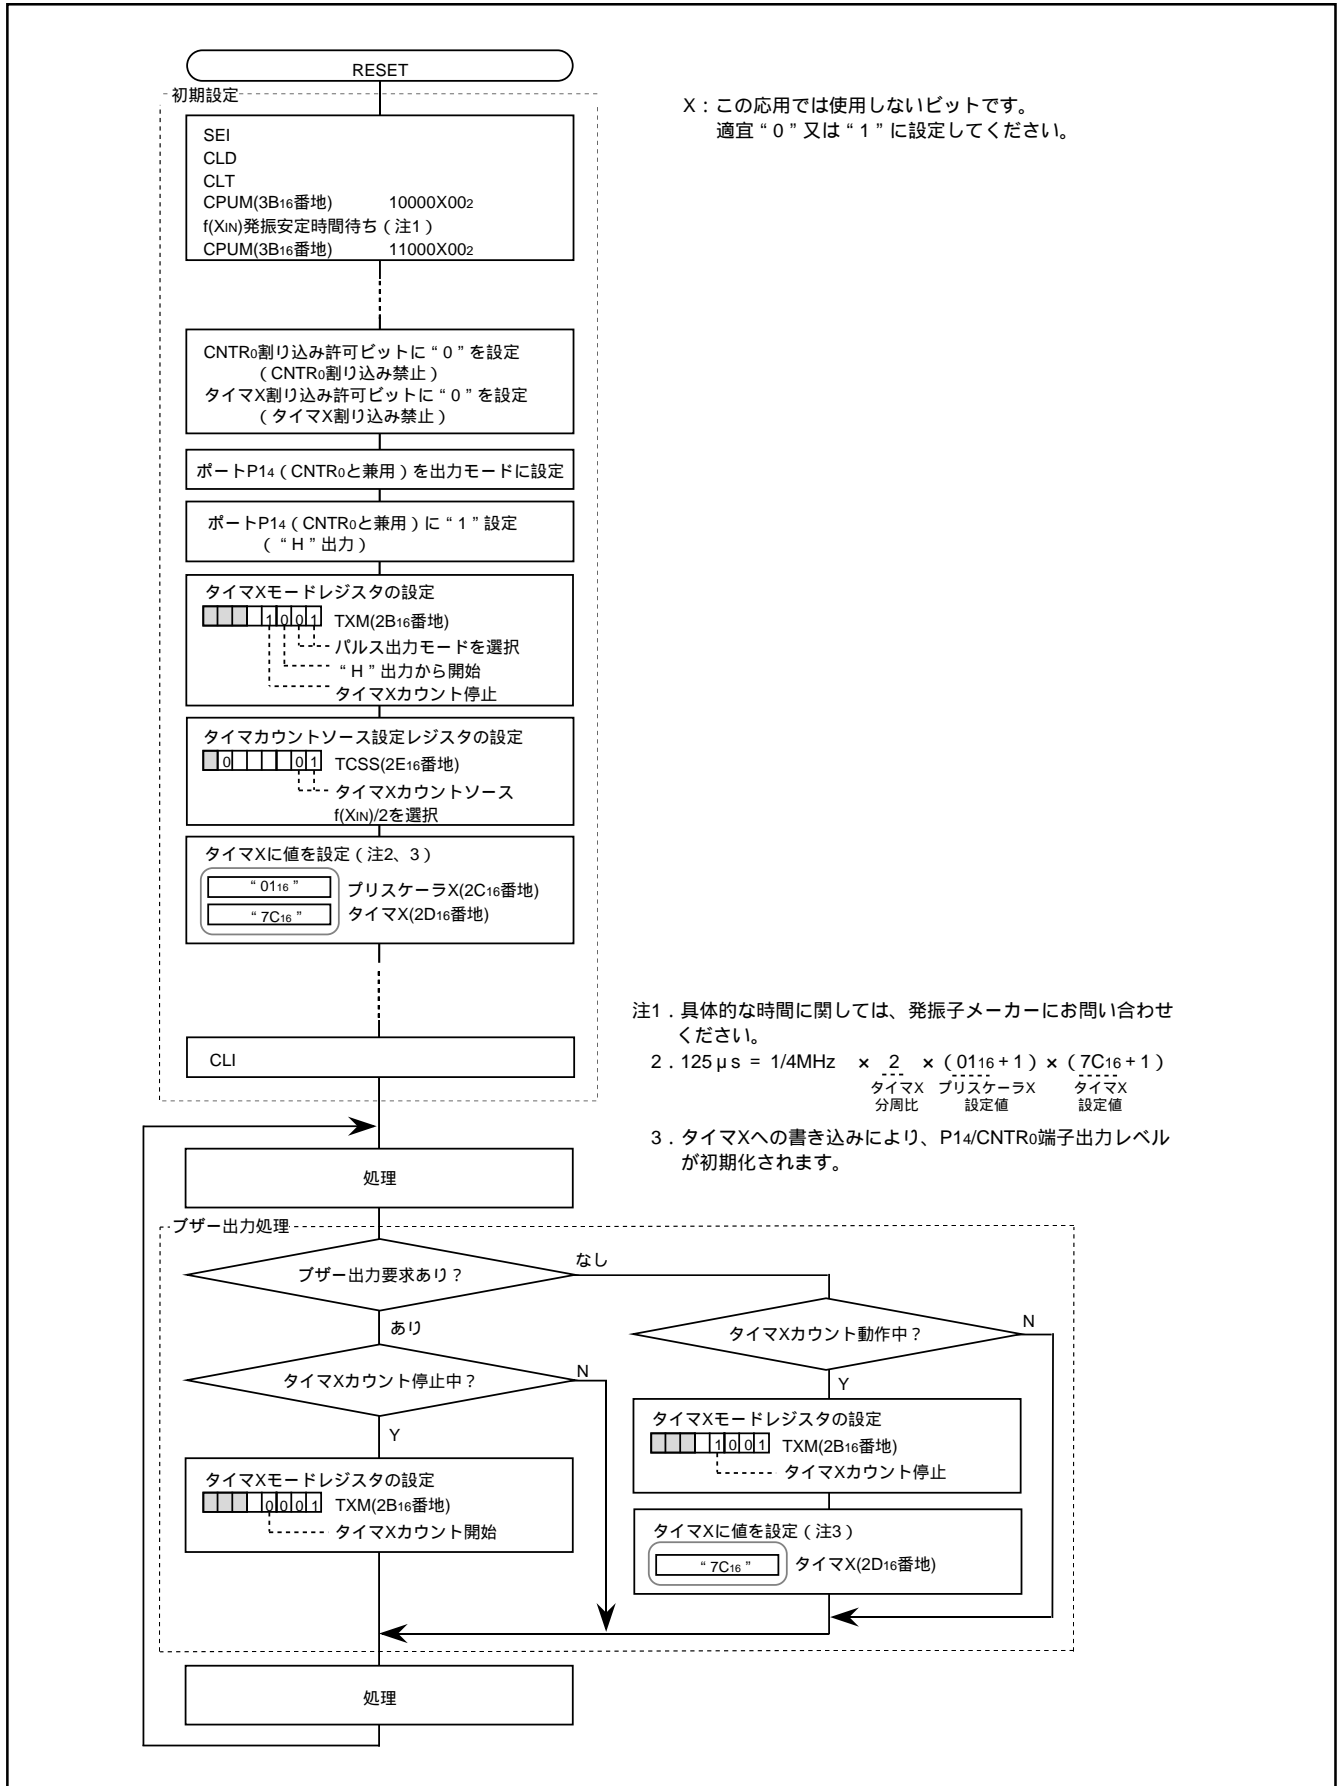 RESET
初期設定
SEI
CLD
CLT
CPUM(3B16番地) 10000X002
f(XIN)発振安定時間待ち(注1)
CPUM(3B16番地) 11000X002
X:この応用では使用しないビットです。
適宜“0”又は“1”に設定してください。
CNTR0割り込み許可ビットに“0”を設定
(CNTR0割り込み禁止)
タイマX割り込み許可ビットに“0”を設定
(タイマX割り込み禁止)
ポートP14(CNTR0と兼用)を出力モードに設定
ポートP14(CNTR0と兼用)に“1”設定
(“H”出力)
タイマXモードレジスタの設定
1 0 0 1 TXM(2B16番地)
パルス出力モードを選択
“H”出力から開始
タイマXカウント停止
タイマカウントソース設定レジスタの設定
0 0 1 TCSS(2E16番地)
タイマXカウントソース
f(XIN)/2を選択
タイマXに値を設定(注2、3)
“0116” プリスケーラX(2C16番地)
“7C16” タイマX(2D16番地)
CLI
注1.具体的な時間に関しては、発振子メーカーにお問い合わせ
ください。
2.125μs = 1/4MHz × 2 ×(0116+1)×(7C16+1)
タイマX プリスケーラX タイマX
分周比 設定値 設定値
3.タイマXへの書き込みにより、P14/CNTR0端子出力レベル
が初期化されます。
処理
ブザー出力処理
ブザー出力要求あり?
なし
あり
タイマXカウント動作中?
N
Y
タイマXカウント停止中?
N
Y
タイマXモードレジスタの設定
1 0 0 1 TXM(2B16番地)
タイマXカウント停止
タイマXモードレジスタの設定
0 0 0 1 TXM(2B16番地)
タイマXカウント開始
タイマXに値を設定(注3)
“7C16” タイマX(2D16番地)
処理